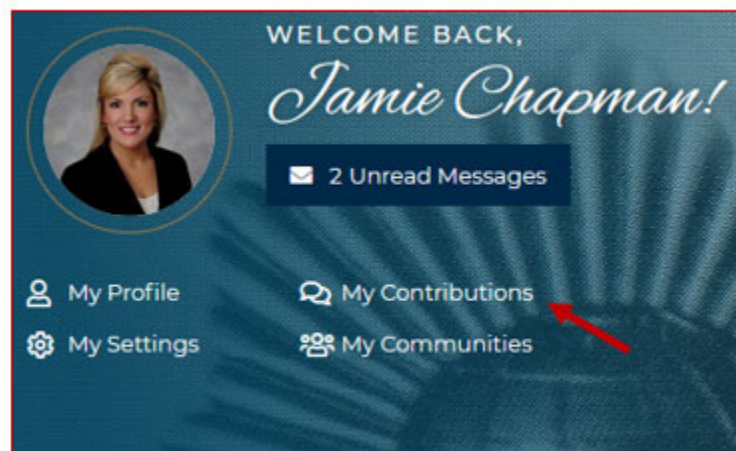 WELCOME BACK,
Jamie Chapman!
2 Unread Messages
My Profile
My Contributions
My Settings
My Communities